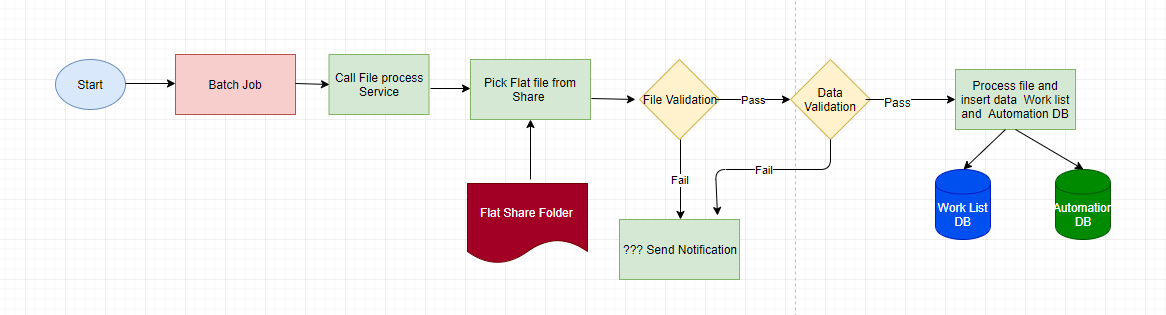 Start
Batch Job
Call File process
Service
Pick Flat file from
Share
File Validation
Pass
Data
Validation
Pass
Process file and
insert data  Work list
and  Automation DB
Fail
Fail
Flat Share Folder
??? Send Notification
Work List
DB
Automation
DB